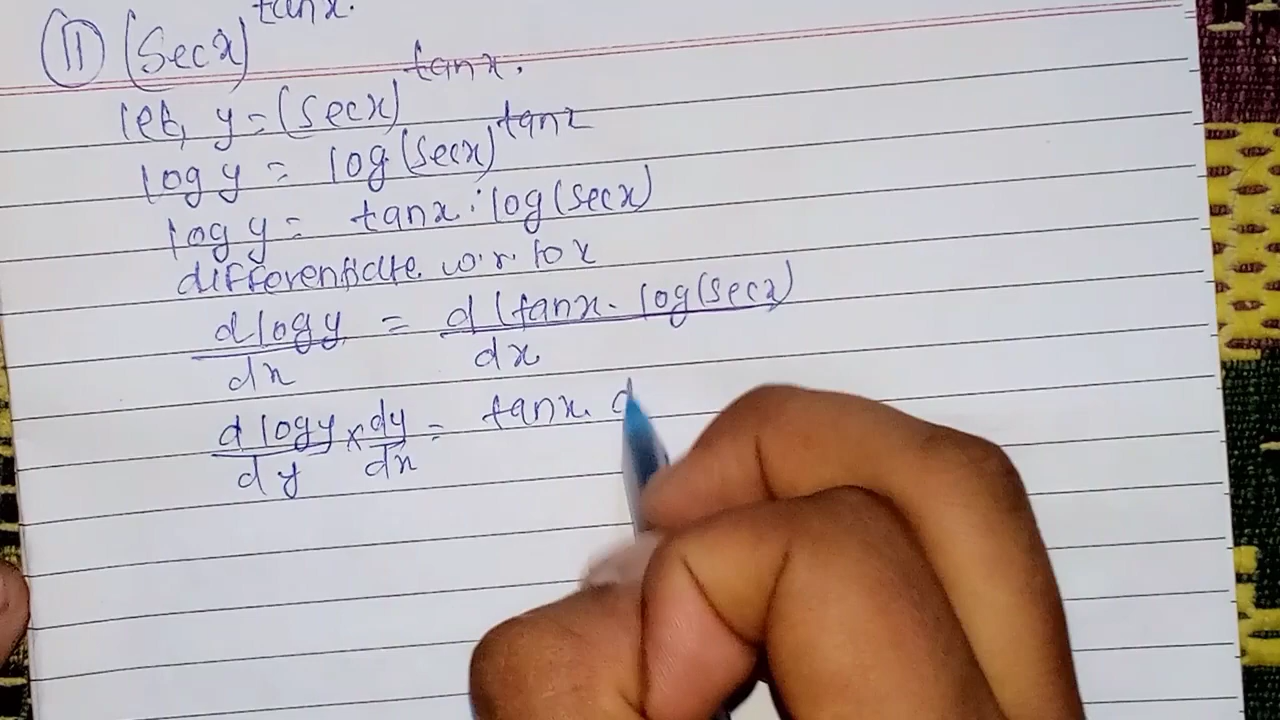 11 (Secx)^tanx.
let, y = (secx)^tanx.
log y = log(secx)^tanx
log y = tanx . log(secx)
differentiate w.r. to x
d log y / dx = d (tanx . log(secx) / dx
d log y / dy × dy / dx = tanx. d